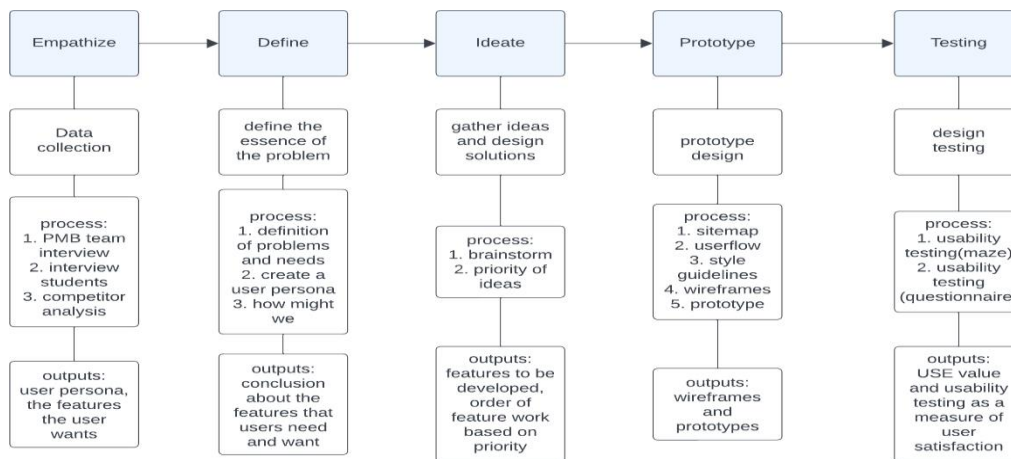 Empathize
Define
Ideate
Prototype
Testing
Data
collection
define the
essence of
the problem
gather ideas
and design
solutions
prototype
design
design
testing
process:
1. PMB team
interview
2. interview
students
3. competitor
analysis
process:
1. definition
of problems
and needs
2. create a
user persona
3. how might
we
process:
1. brainstorm
2. priority of
ideas
process:
1. sitemap
2. userflow
3. style
guidelines
4. wireframes
5. prototype
process:
1. usability
testing(maze)
2. usability
testing
(questionnaire
outputs:
user persona,
the features
the user
wants
outputs:
conclusion
about the
features that
users need
and want
outputs:
features to be
developed,
order of
feature work
based on
priority
outputs:
wireframes
and
prototypes
outputs:
USE value
and usability
testing as a
measure of
user
satisfaction